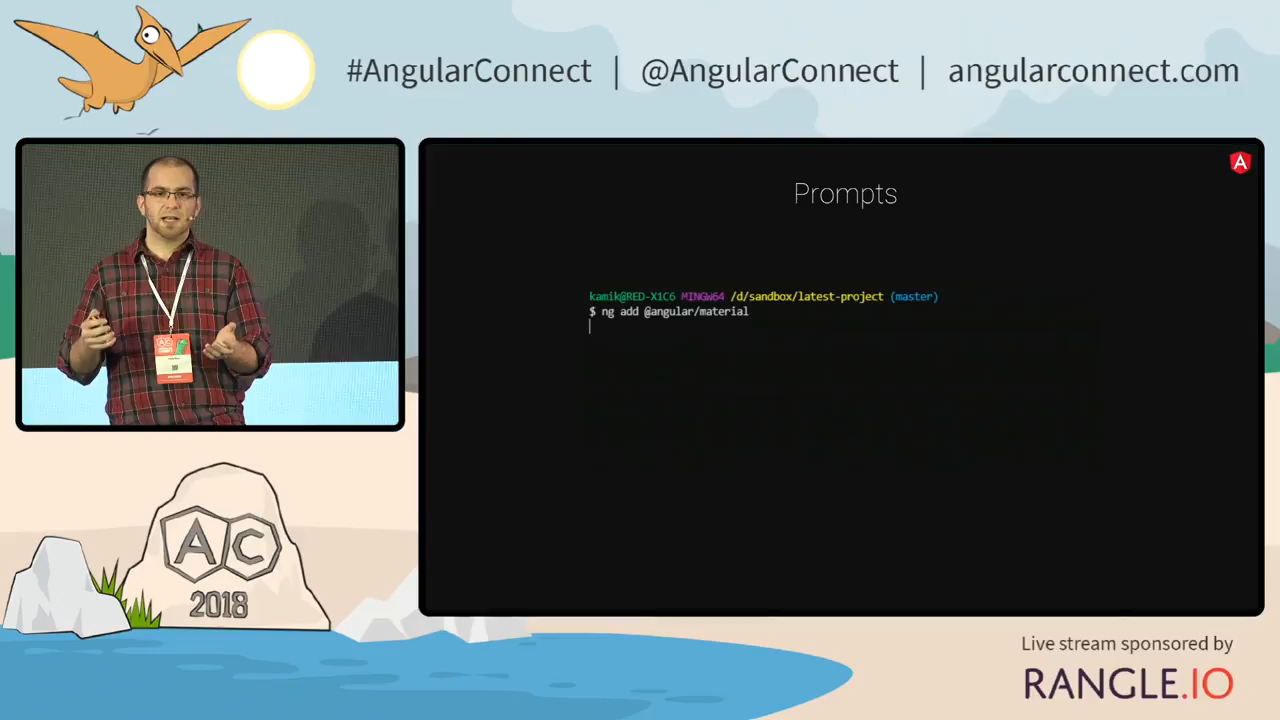 #AngularConnect | @AngularConnect | angularconnect.com
A
Prompts
kamik@RED-X1C6 MINGW64 /d/sandbox/latest-project (master)
$ ng add @angular/material
AC
2018
Live stream sponsored by
RANGLE.IO